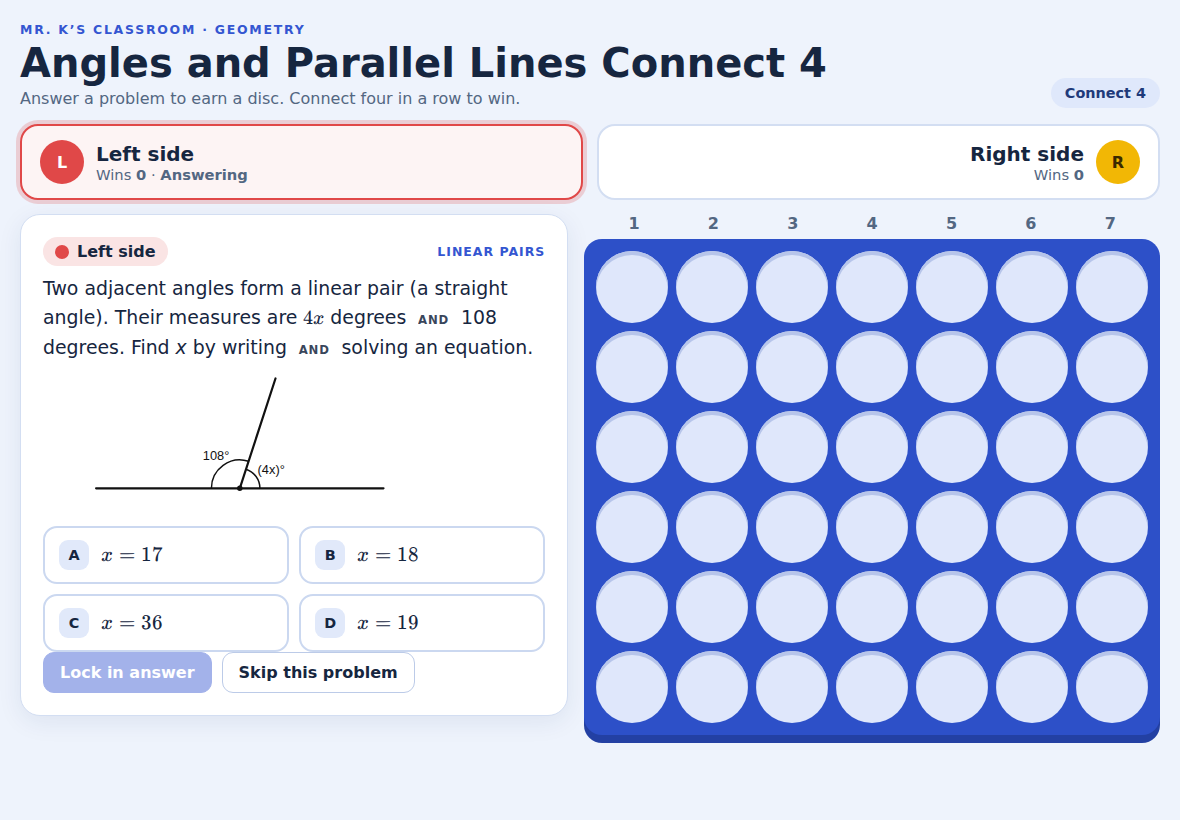 MR. K’S CLASSROOM · GEOMETRY
Angles and Parallel Lines Connect 4
Answer a problem to earn a disc. Connect four in a row to win.
Connect 4
L
Left side
Wins 0 · Answering
Right side
Wins 0
R
Left side
LINEAR PAIRS
Two adjacent angles form a linear pair (a straight
angle). Their measures are 4x degrees AND 108
degrees. Find x by writing AND solving an equation.
108°
(4x)°
A x = 17
B x = 18
C x = 36
D x = 19
Lock in answer
Skip this problem
1 2 3 4 5 6 7